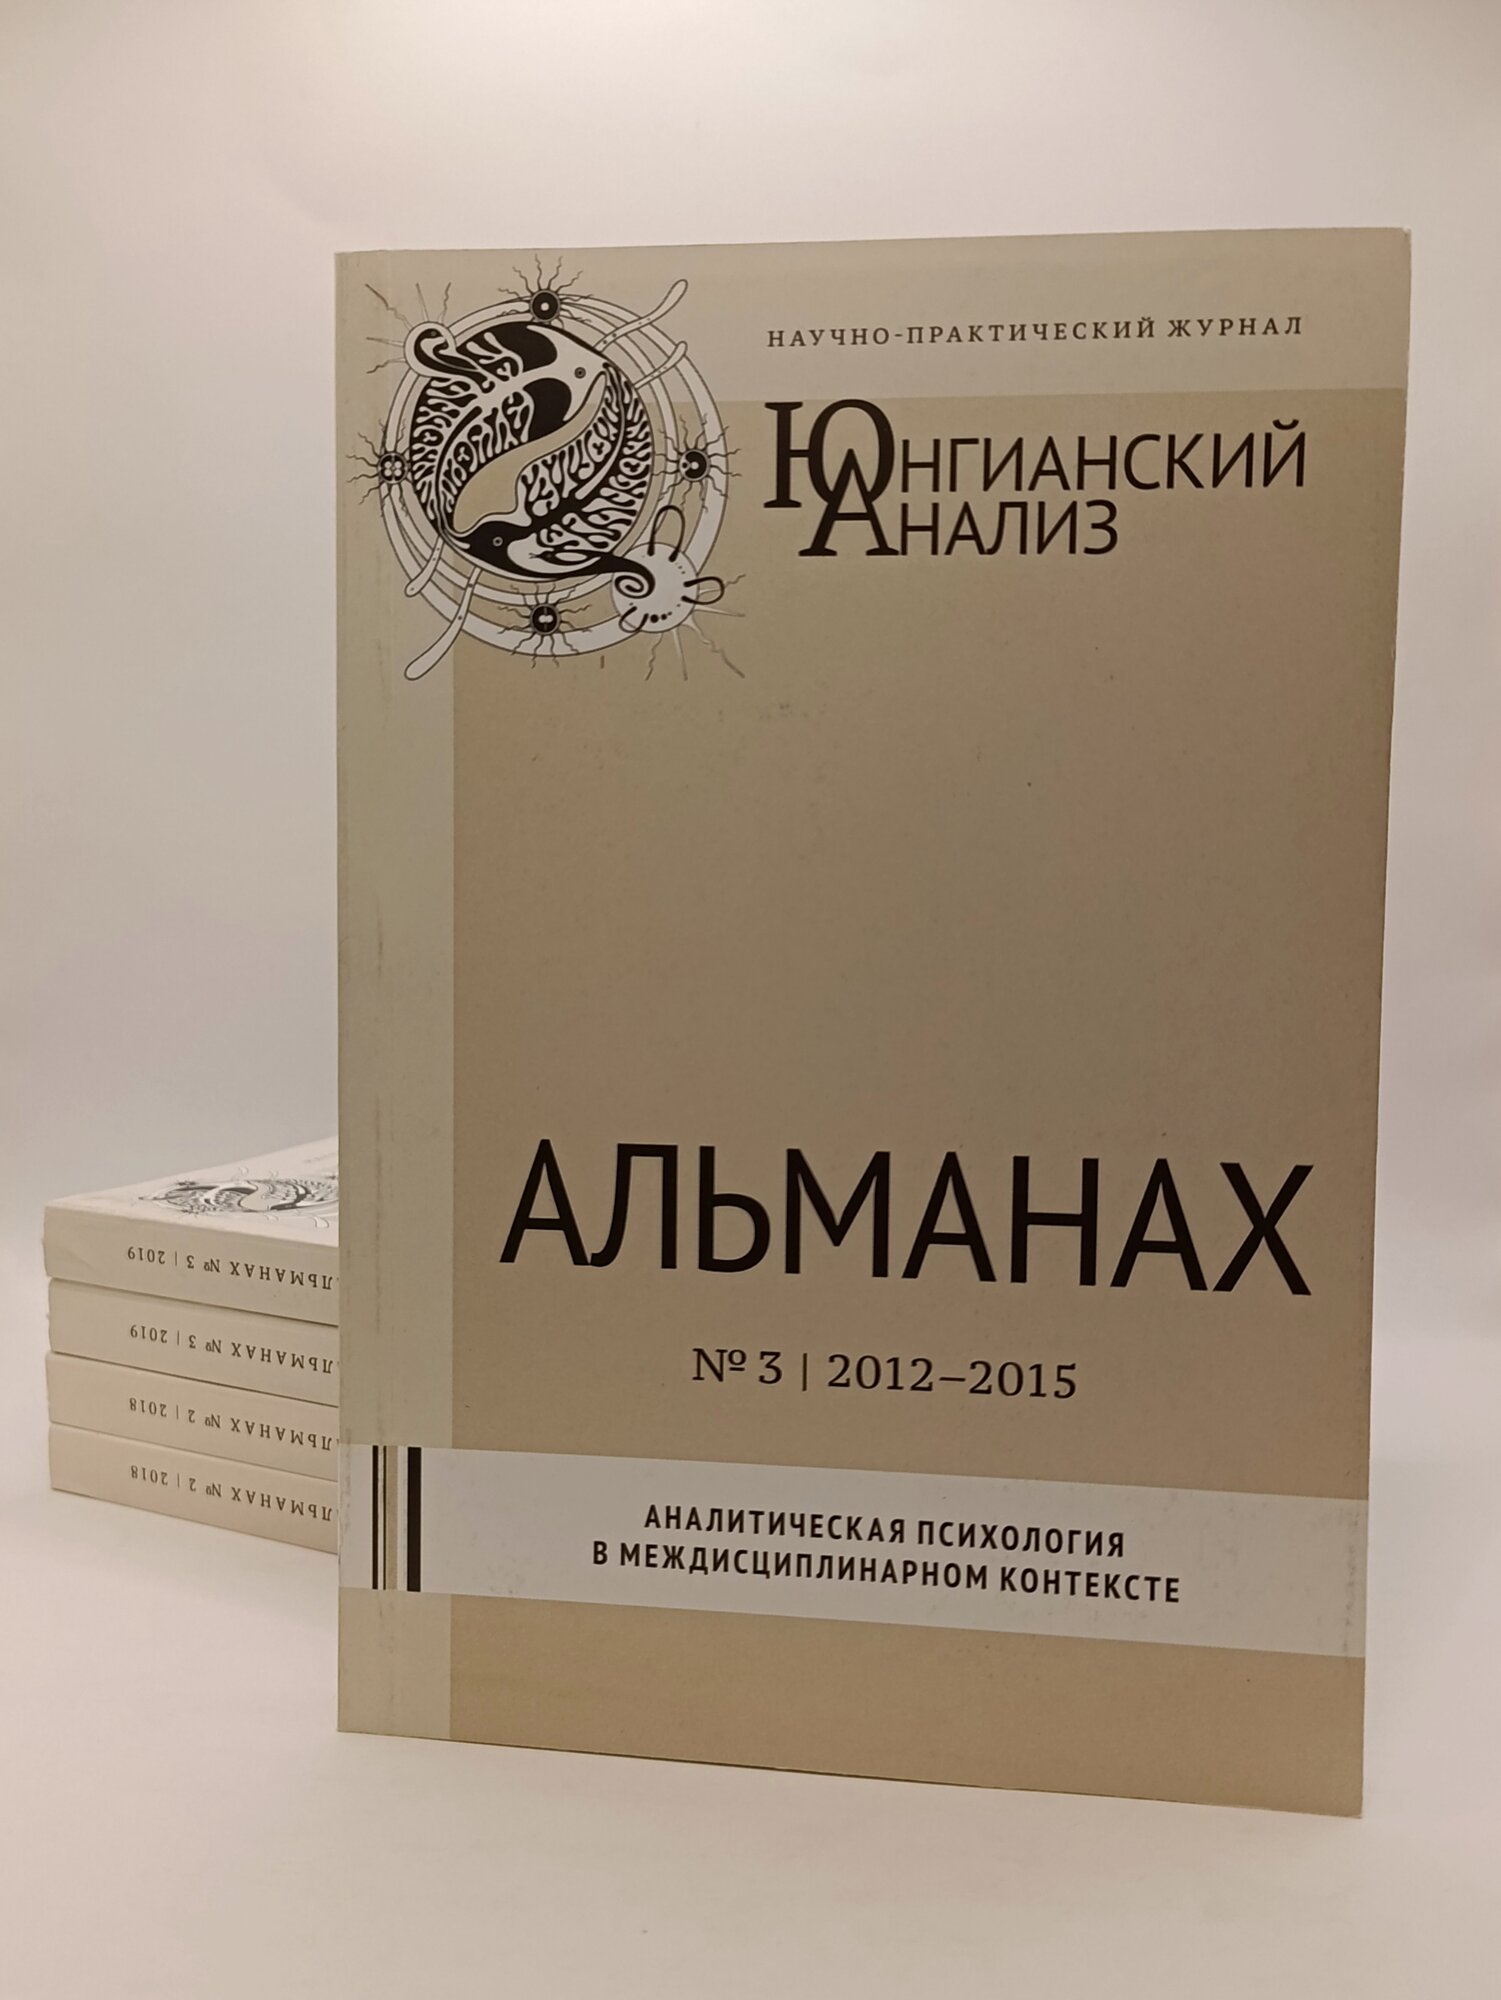 НАУЧНО-ПРАКТИЧЕСКИЙ ЖУРНАЛ
ЮНГИАНСКИЙ
АНАЛИЗ
АЛЬМАНАХ
№ 3 | 2012–2015
АНАЛИТИЧЕСКАЯ ПСИХОЛОГИЯ
В МЕЖДИСЦИПЛИНАРНОМ КОНТЕКСТЕ
ЛЬМАНАХ № 3 | 2019
ЛЬМАНАХ № 3 | 2019
ЛЬМАНАХ № 2 | 2018
ЛЬМАНАХ № 2 | 2018